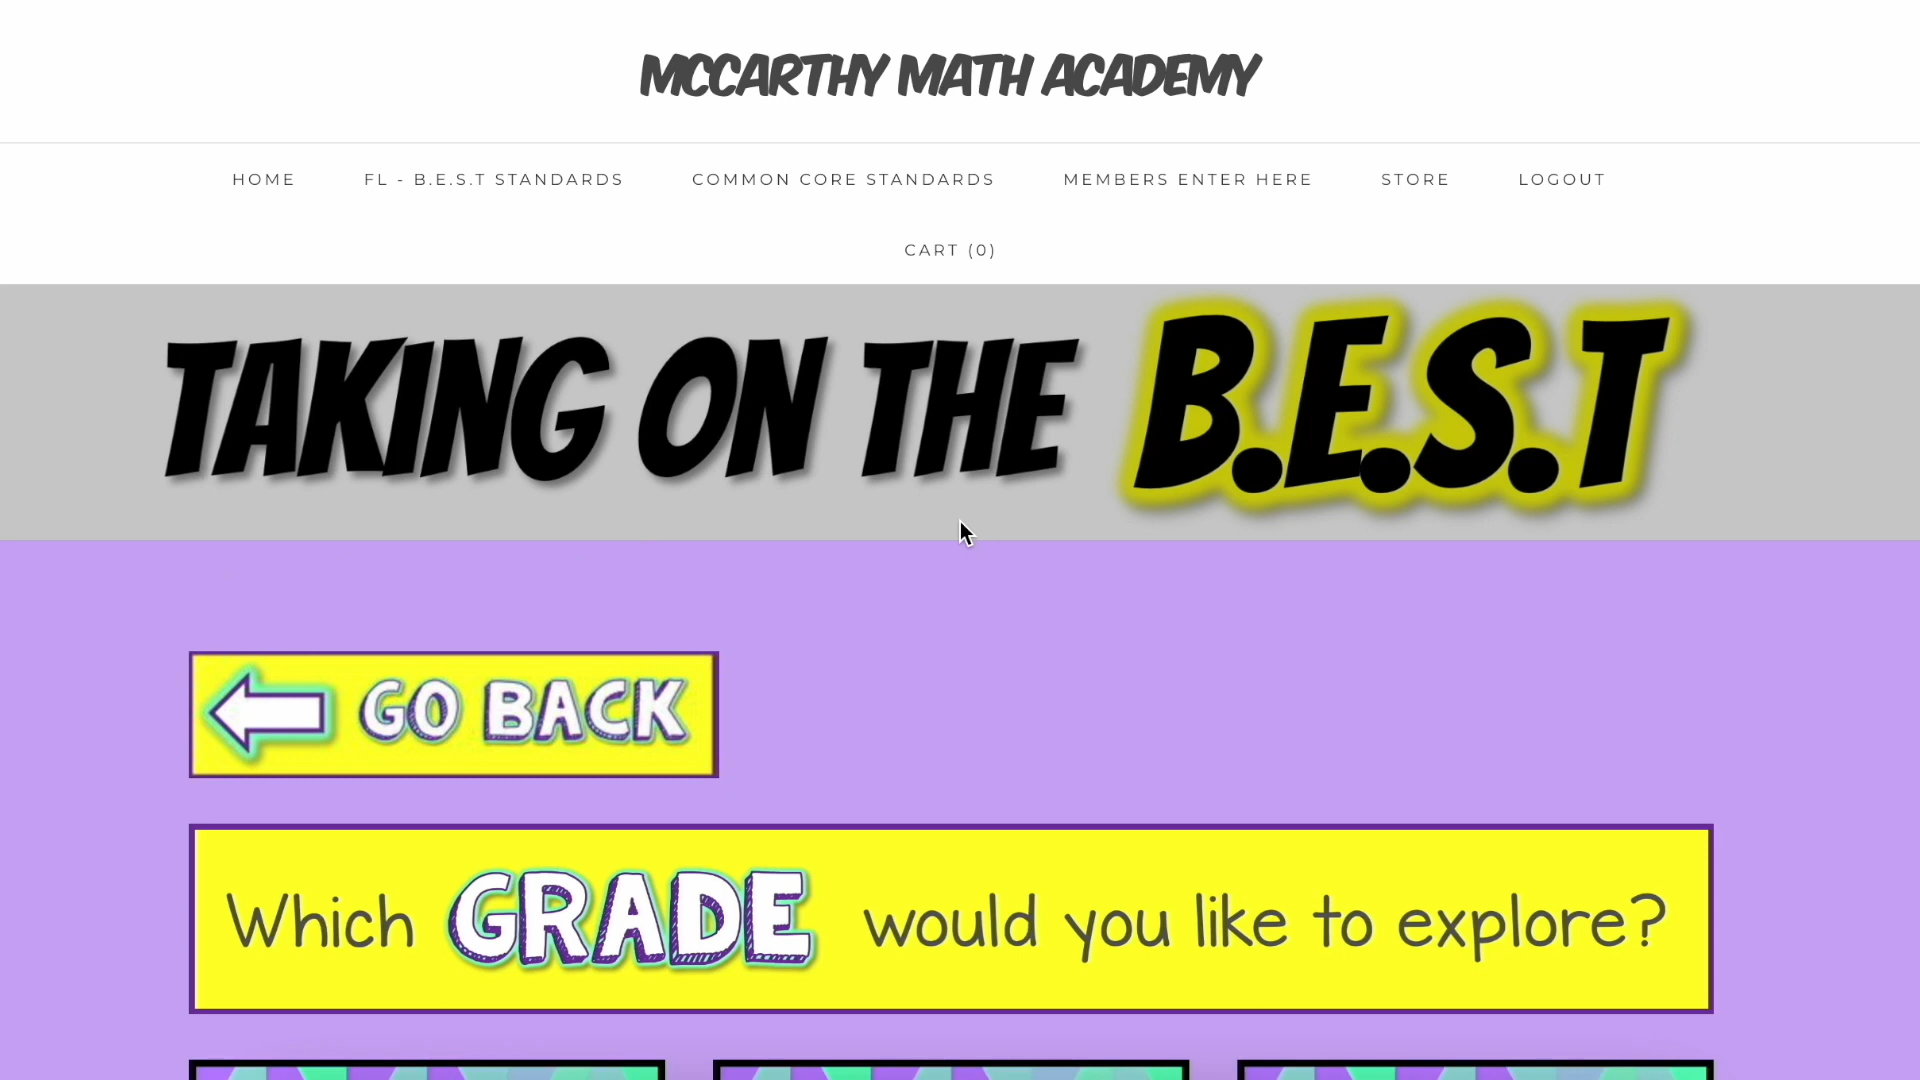 MCCARTHY MATH ACADEMY
HOME FL - B.E.S.T STANDARDS COMMON CORE STANDARDS MEMBERS ENTER HERE STORE LOGOUT
CART (0)
TAKING ON THE B.E.S.T
GO BACK
Which GRADE would you like to explore?